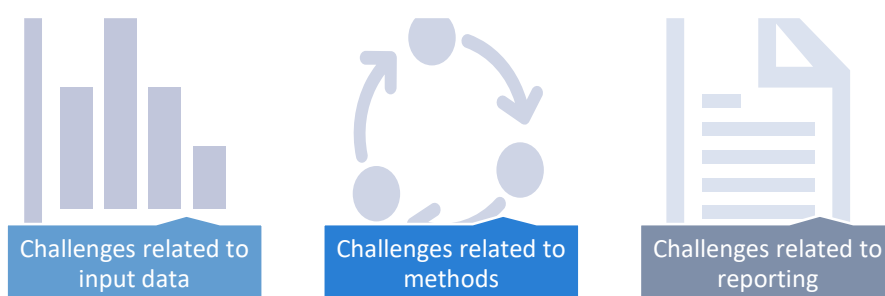 Challenges related to
input data
Challenges related to
methods
Challenges related to
reporting